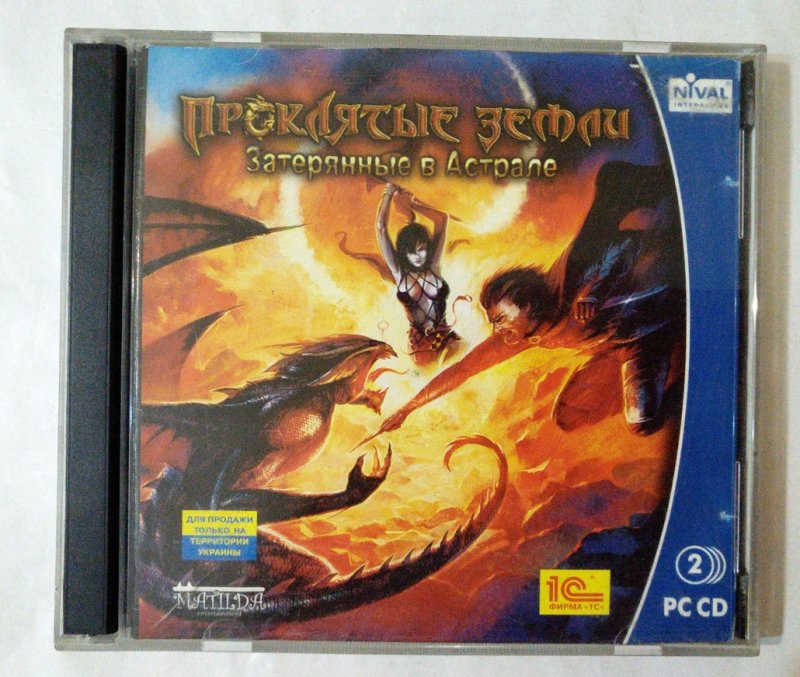 Проклятые земли
Затерянные в Астрале
NIVAL
INTERACTIVE
ДЛЯ ПРОДАЖИ
ТОЛЬКО НА
ТЕРРИТОРИИ
УКРАИНЫ
MATILDA
entertainment
1С
ФИРМА «1С»
2
PC CD